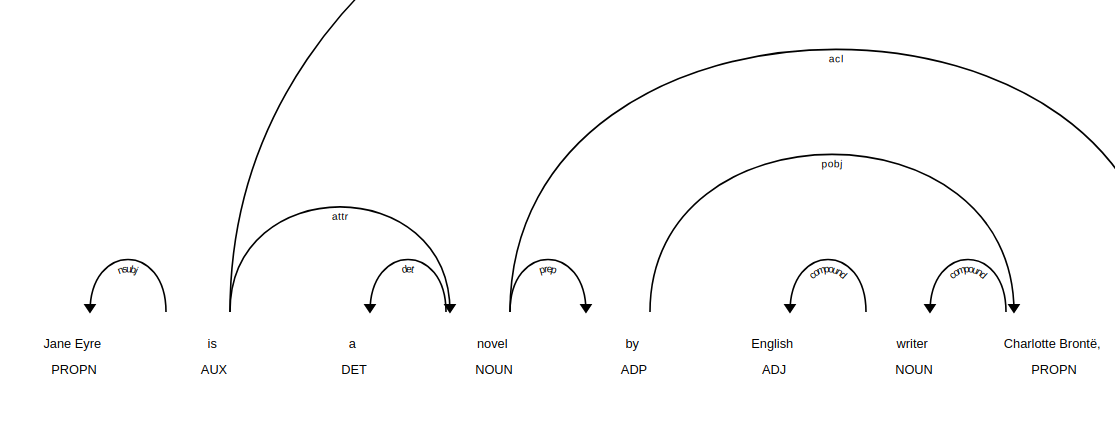 acl
pobj
attr
nsubj det prep compound compound
Jane Eyre is a novel by English writer Charlotte Brontë,
PROPN AUX DET NOUN ADP ADJ NOUN PROPN